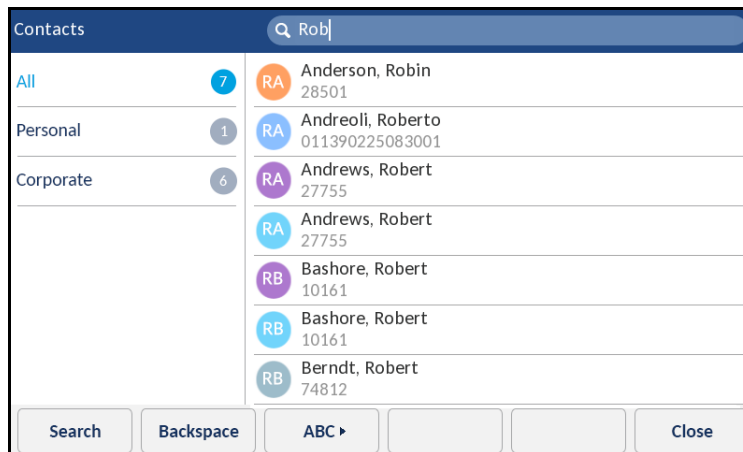 Contacts
Rob
All 7
Personal 1
Corporate 6
RA Anderson, Robin
28501
RA Andreoli, Roberto
011390225083001
RA Andrews, Robert
27755
RA Andrews, Robert
27755
RB Bashore, Robert
10161
RB Bashore, Robert
10161
RB Berndt, Robert
74812
Search Backspace ABC Close